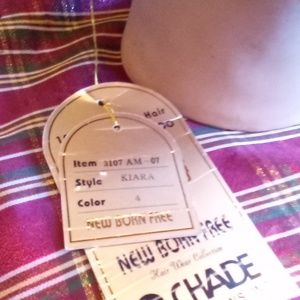 Hair
Item 3107 AM-07
Style KIARA
Color 4
NEW BORN FREE
NEW BORN FREE
Hair Wear Collection
CHADE